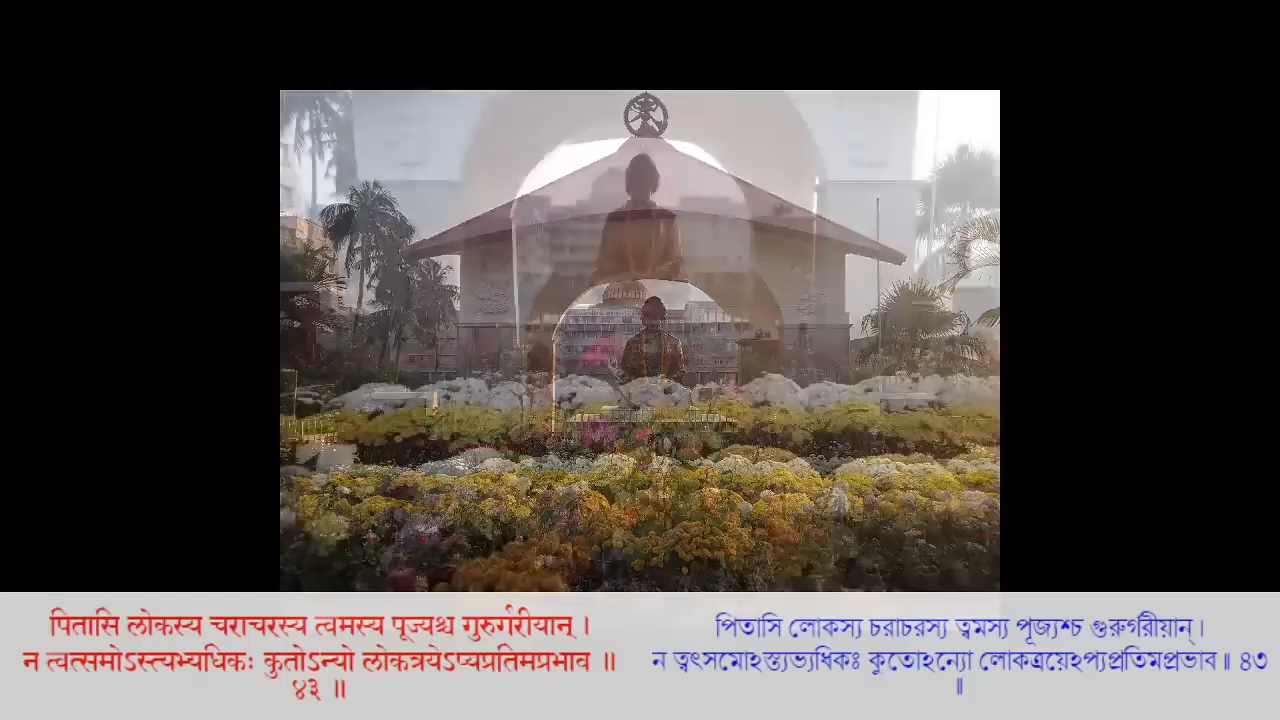 पितासि लोकस्य चराचरस्य त्वमस्य पूज्यश्च गुरुर्गरीयान् ।
न त्वत्समोऽस्त्यभ्यधिकः कुतोऽन्यो लोकत्रयेऽप्यप्रतिमप्रभाव ॥
४३ ॥
পিতাসি লোকস্য চরাচরস্য ত্বমস্য পূজ্যশ্চ গুরুর্গরীয়ান্।
ন ত্বৎসমোঽস্ত্যভ্যধিকঃ কুতোঽন্যো লোকত্রয়েঽপ্যপ্রতিমপ্রভাব॥ ৪৩
॥